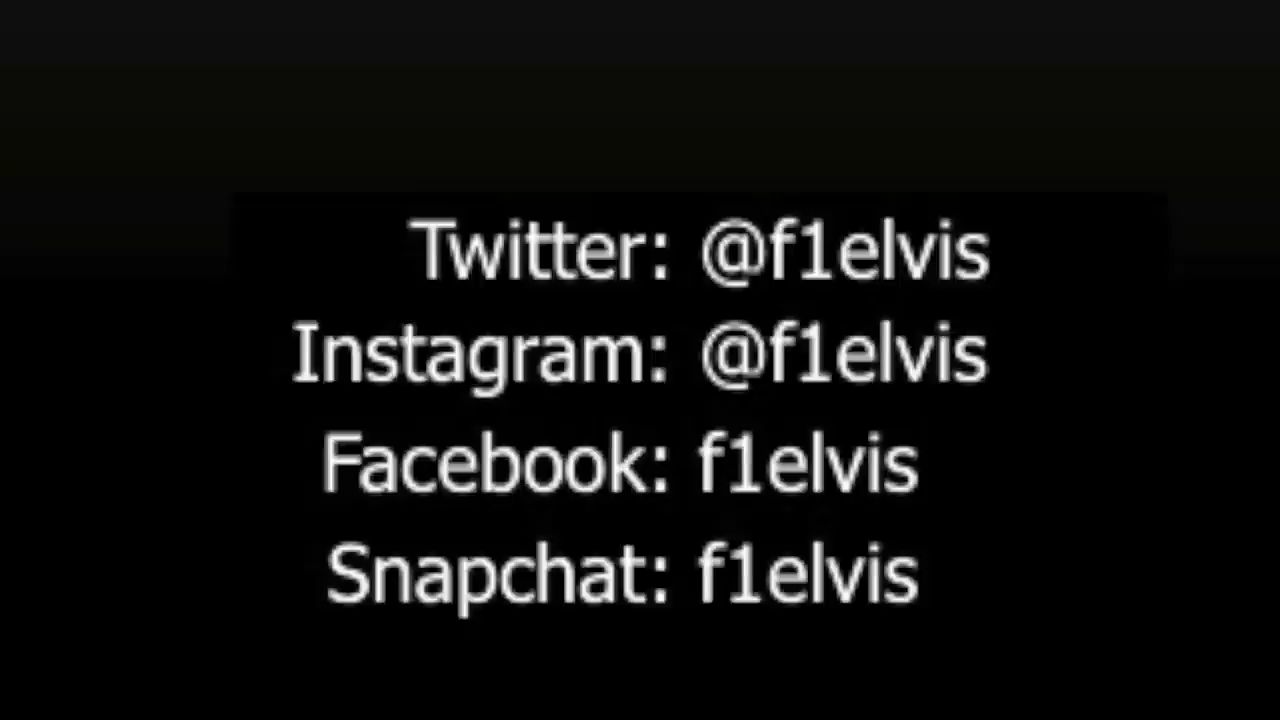 Twitter: @f1elvis
Instagram: @f1elvis
Facebook: f1elvis
Snapchat: f1elvis